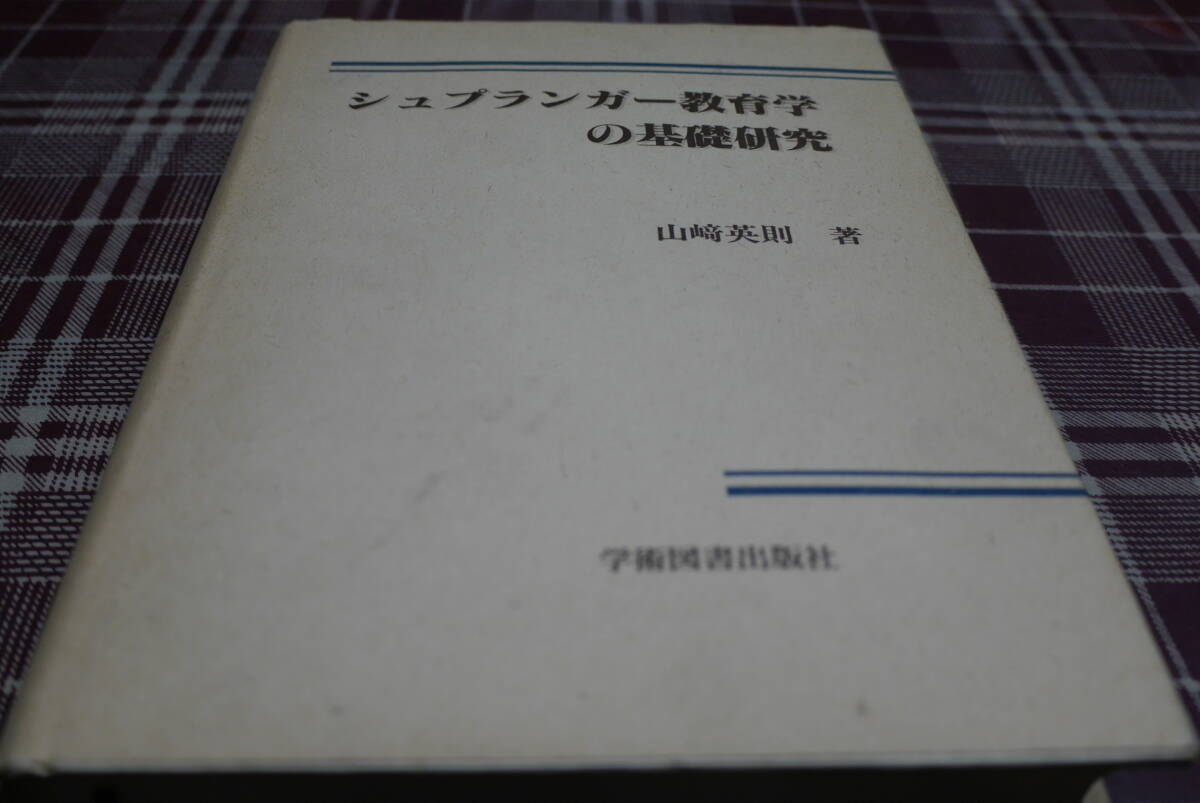 シュプランガー教育学
の基礎研究
山﨑英則 著
学術図書出版社